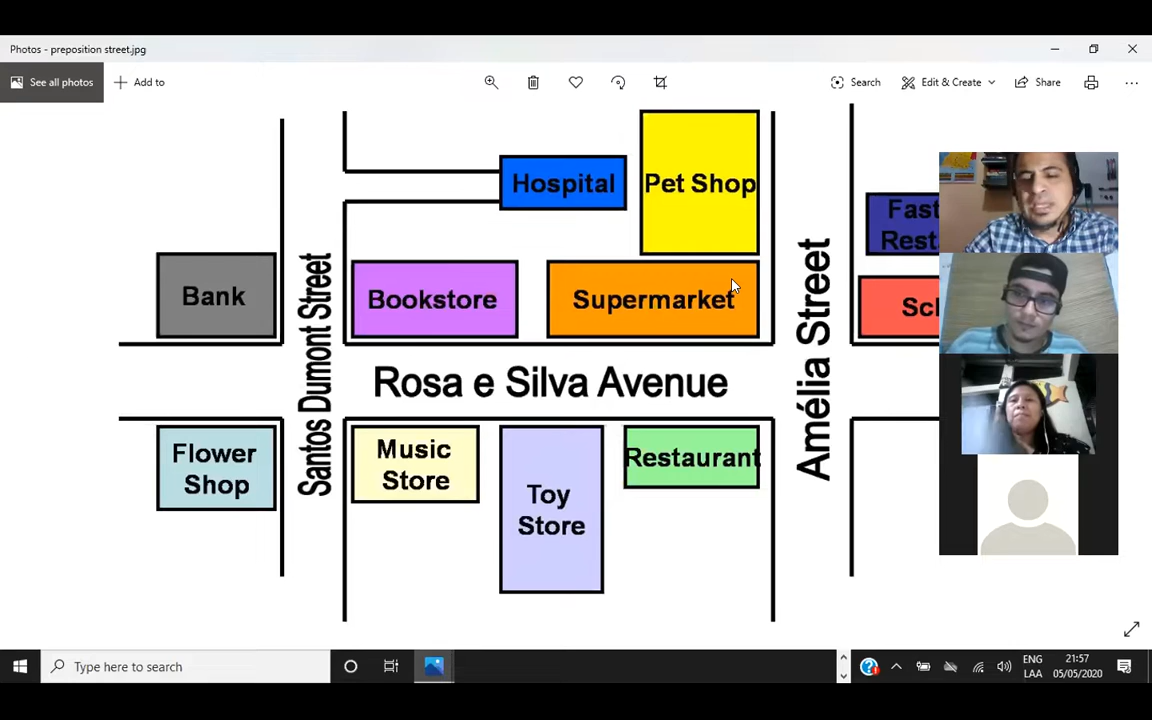 Photos - preposition street.jpg
See all photos
Add to
Search
Edit & Create
Share
Hospital
Pet Shop
Fast
Rest.
Bank
Bookstore
Supermarket
Santos Dumont Street
Amélia Street
Rosa e Silva Avenue
Flower
Shop
Music
Store
Toy
Store
Restaurant
Type here to search
ENG
LAA
21:57
05/05/2020